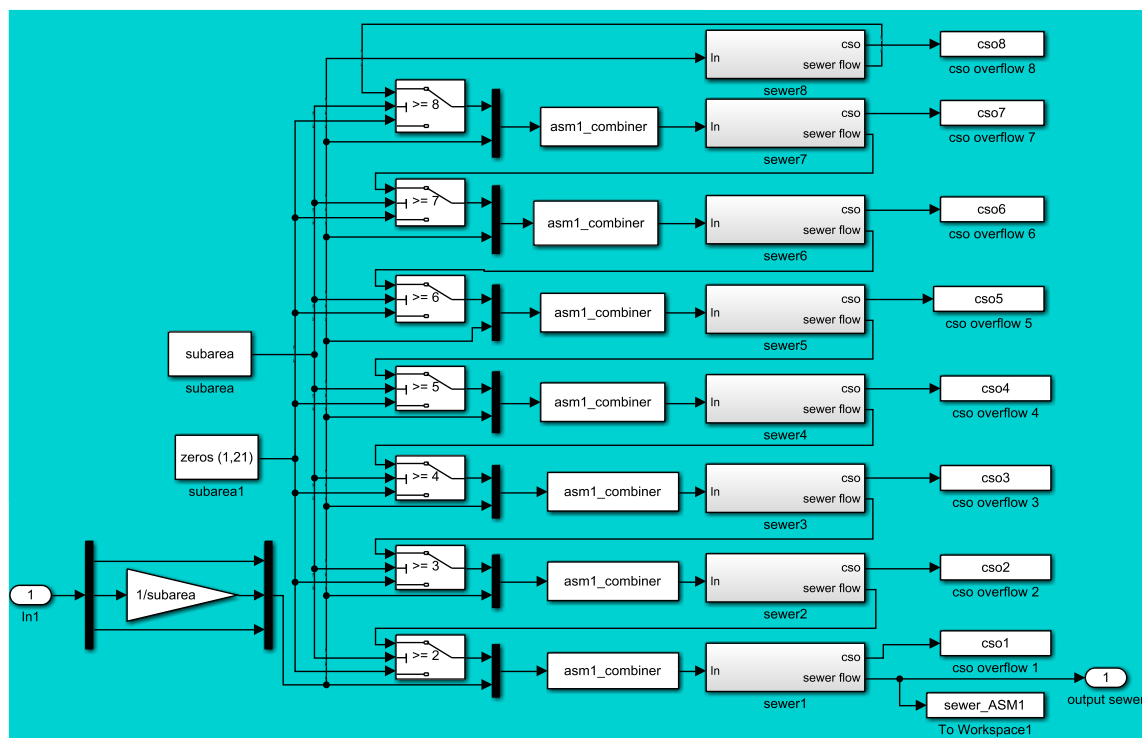 In
cso
sewer flow
sewer8
cso8
cso overflow 8
>= 8
asm1_combiner
In
cso
sewer flow
sewer7
cso7
cso overflow 7
>= 7
asm1_combiner
In
cso
sewer flow
sewer6
cso6
cso overflow 6
>= 6
asm1_combiner
In
cso
sewer flow
sewer5
cso5
cso overflow 5
subarea
subarea
>= 5
asm1_combiner
In
cso
sewer flow
sewer4
cso4
cso overflow 4
zeros (1,21)
subarea1
>= 4
asm1_combiner
In
cso
sewer flow
sewer3
cso3
cso overflow 3
1
In1
1/subarea
>= 3
asm1_combiner
In
cso
sewer flow
sewer2
cso2
cso overflow 2
>= 2
asm1_combiner
In
cso
sewer flow
sewer1
cso1
cso overflow 1
1
output sewer
sewer_ASM1
To Workspace1